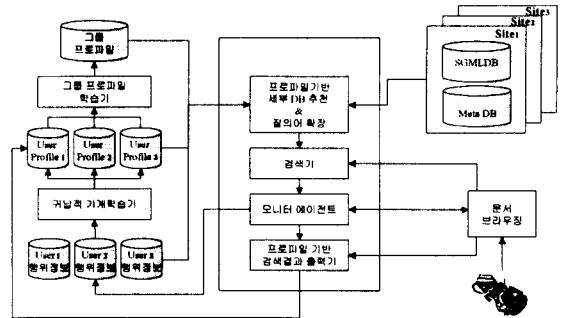 그룹
프로파일
그룹 프로파일
학습기
User
Profile 1
User
Profile 2
User
Profile 3
귀납적 기계학습기
User 1
행위정보
User 2
행위정보
User 3
행위정보
프로파일기반
세부 DB 추천
&
질의어 확장
검색기
모니터 에이전트
프로파일 기반
검색결과 출력기
Site3
Site2
Site1
SGMLDB
Meta DB
문서
브라우징